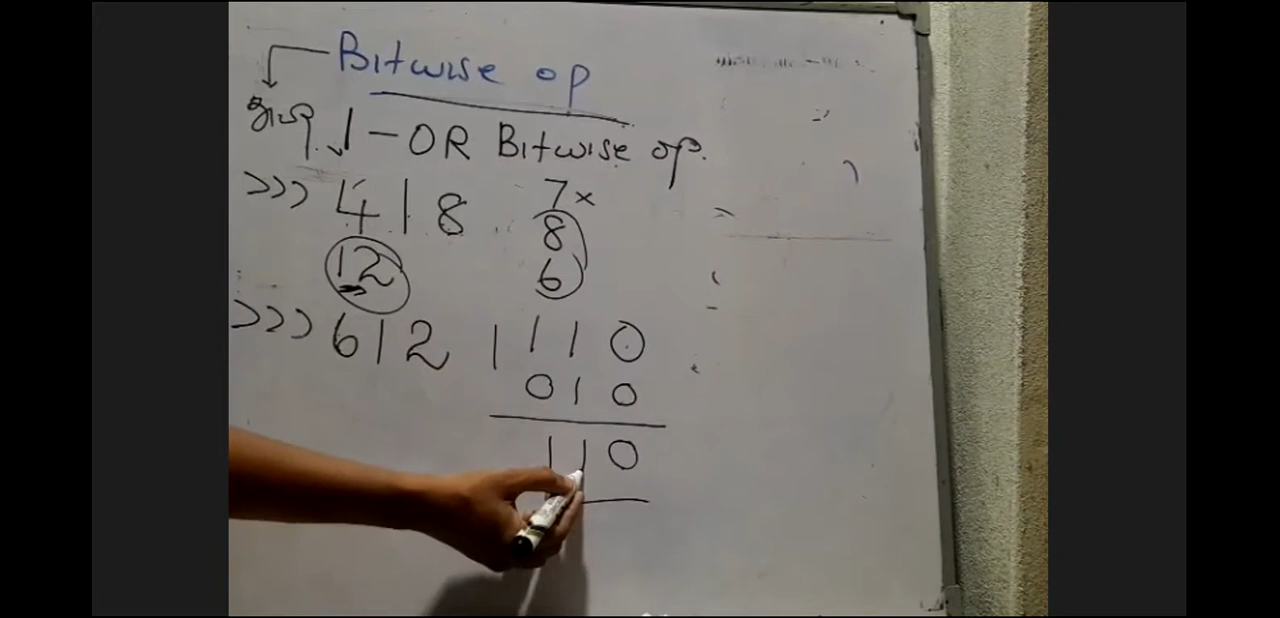 Bitwise op
| - OR Bitwise op.
>>> 4 | 8 7 x
12 8
6
>>> 6 | 2 | 1 1 0
0 1 0
1 1 0